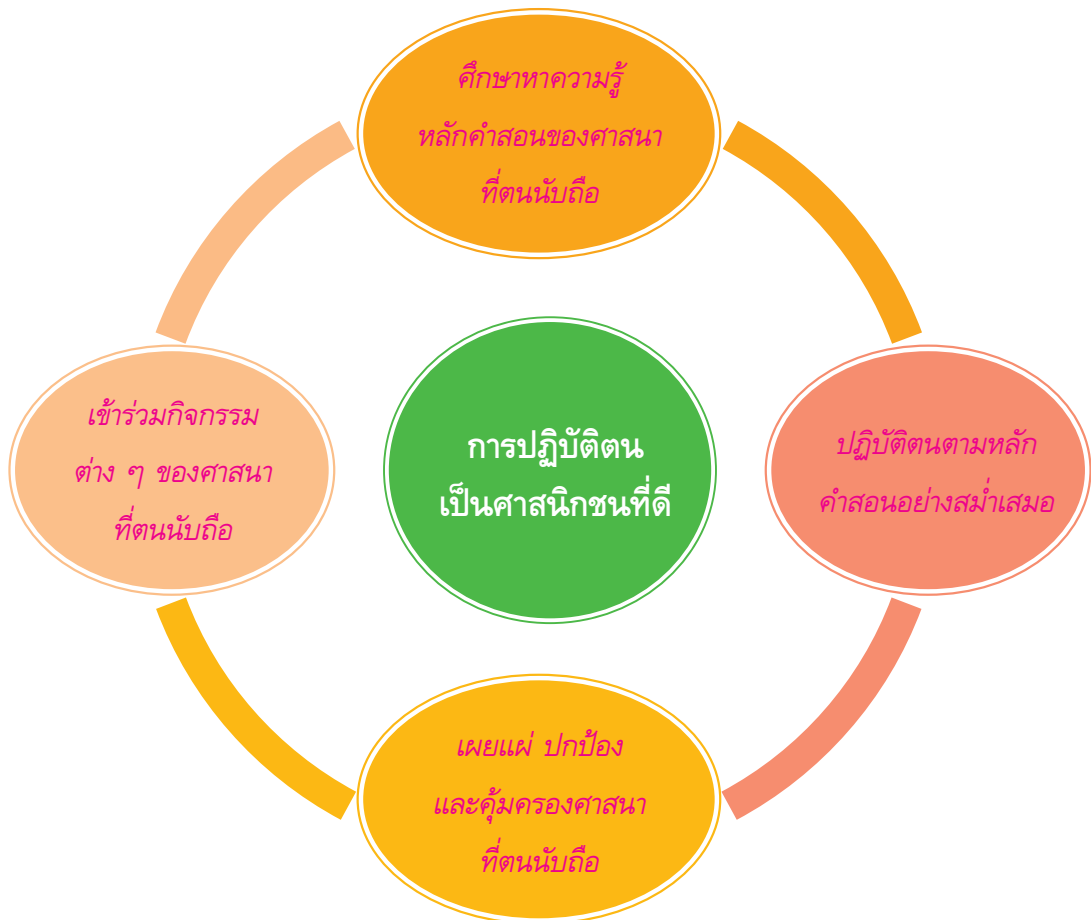 ศึกษาหาความรู้
หลักคำสอนของศาสนา
ที่ตนนับถือ
เข้าร่วมกิจกรรม
ต่าง ๆ ของศาสนา
ที่ตนนับถือ
การปฏิบัติตน
เป็นศาสนิกชนที่ดี
ปฏิบัติตนตามหลัก
คำสอนอย่างสม่ำเสมอ
เผยแผ่ ปกป้อง
และคุ้มครองศาสนา
ที่ตนนับถือ